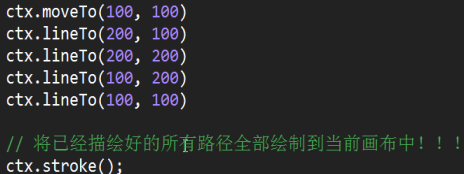 ctx.moveTo(100, 100)
ctx.lineTo(200, 100)
ctx.lineTo(200, 200)
ctx.lineTo(100, 200)
ctx.lineTo(100, 100)
// 将已经描绘好的所有路径全部绘制到当前画布中！！！
ctx.stroke();